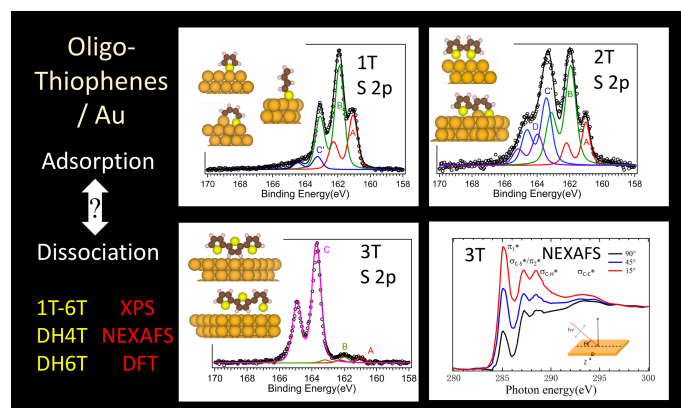 Oligo-
Thiophenes
/ Au
Adsorption
?
Dissociation
1T-6T XPS
DH4T NEXAFS
DH6T DFT
1T
S 2p
B
A
C'
170 168 166 164 162 160 158
Binding Energy(eV)
2T
S 2p
C'
B
D
A
170 168 166 164 162 160 158
Binding Energy(eV)
3T
S 2p
C
B
A
170 168 166 164 162 160 158
Binding Energy(eV)
3T
NEXAFS
π₁*
σC-S*/π₂*
σC-H*
σC-C*
90°
45°
15°
hν
Z
280 285 290 295 300
Photon energy(eV)